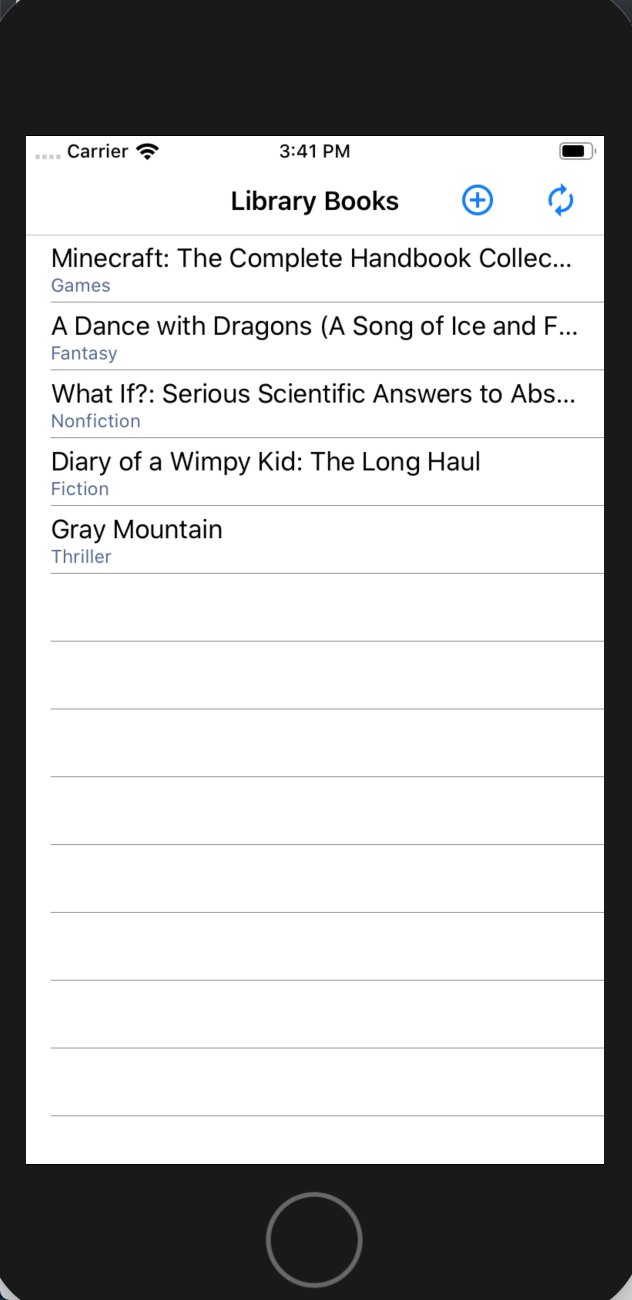 Carrier 3:41 PM
Library Books
Minecraft: The Complete Handbook Collec...
Games
A Dance with Dragons (A Song of Ice and F...
Fantasy
What If?: Serious Scientific Answers to Abs...
Nonfiction
Diary of a Wimpy Kid: The Long Haul
Fiction
Gray Mountain
Thriller